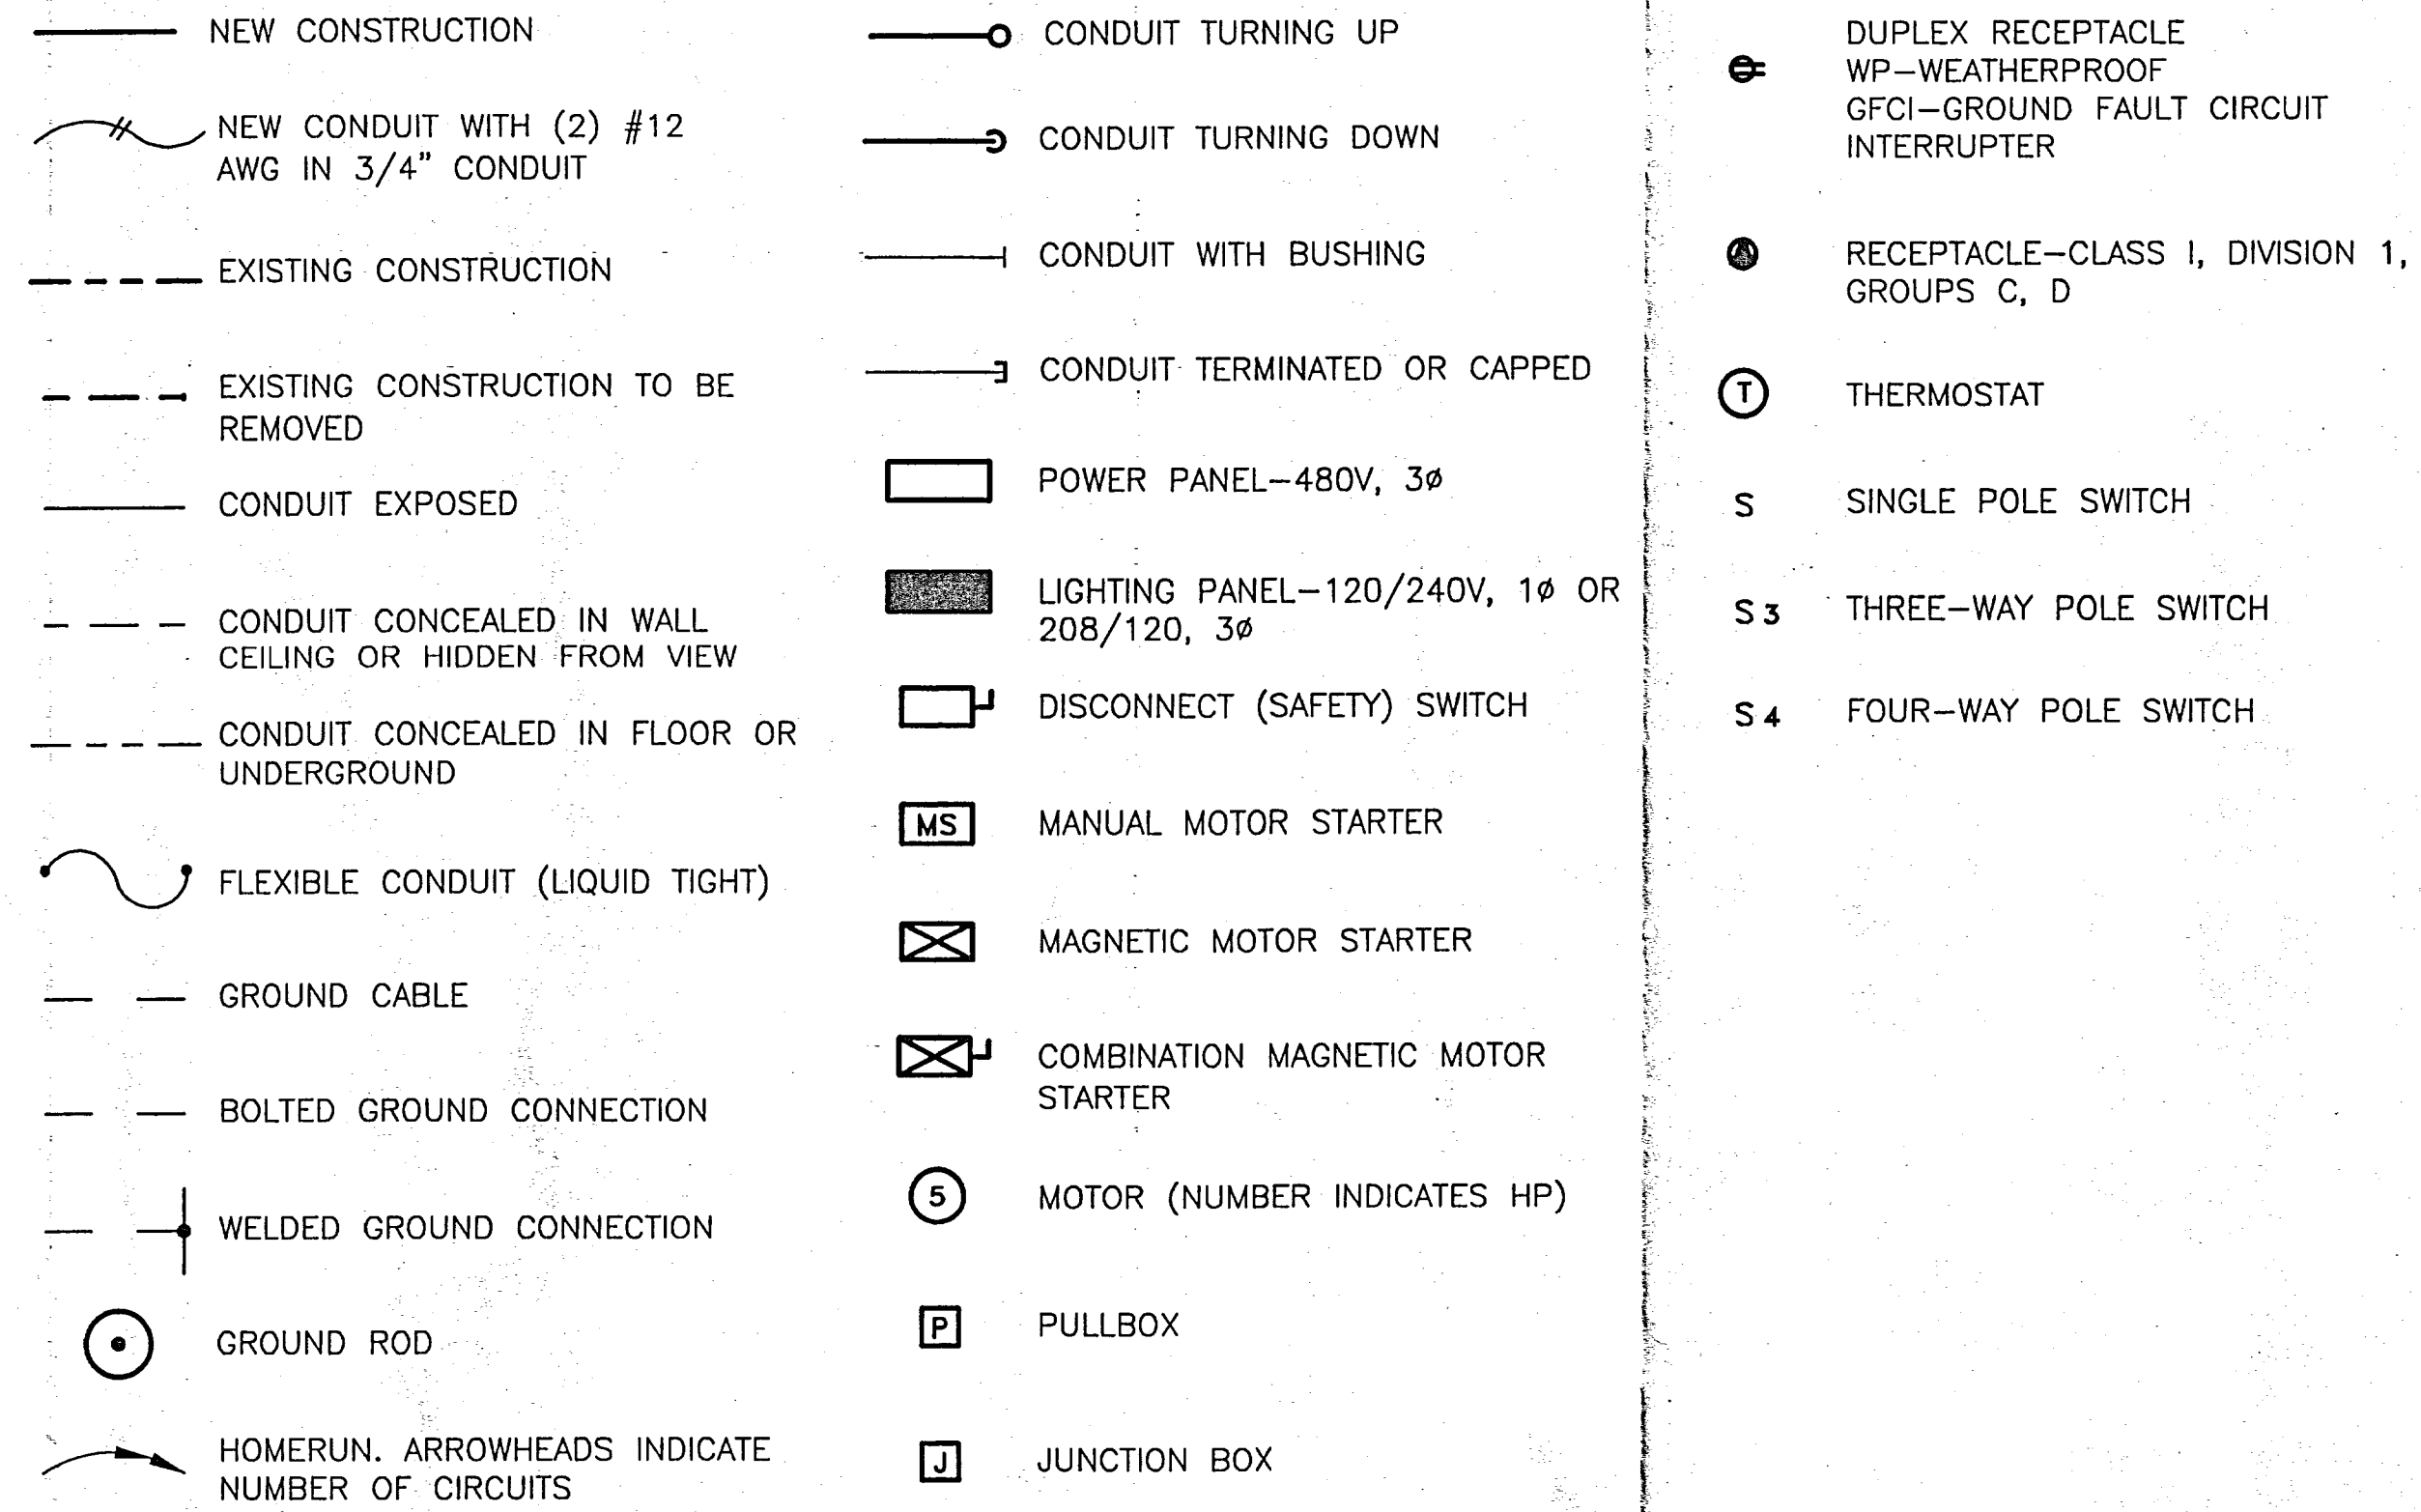 NEW CONSTRUCTION
NEW CONDUIT WITH (2) #12
AWG IN 3/4" CONDUIT
EXISTING CONSTRUCTION
EXISTING CONSTRUCTION TO BE
REMOVED
CONDUIT EXPOSED
CONDUIT CONCEALED IN WALL
CEILING OR HIDDEN FROM VIEW
CONDUIT CONCEALED IN FLOOR OR
UNDERGROUND
FLEXIBLE CONDUIT (LIQUID TIGHT)
GROUND CABLE
BOLTED GROUND CONNECTION
WELDED GROUND CONNECTION
GROUND ROD
HOMERUN. ARROWHEADS INDICATE
NUMBER OF CIRCUITS
CONDUIT TURNING UP
CONDUIT TURNING DOWN
CONDUIT WITH BUSHING
CONDUIT TERMINATED OR CAPPED
POWER PANEL–480V, 3ø
LIGHTING PANEL–120/240V, 1ø OR
208/120, 3ø
DISCONNECT (SAFETY) SWITCH
MS MANUAL MOTOR STARTER
MAGNETIC MOTOR STARTER
COMBINATION MAGNETIC MOTOR
STARTER
5 MOTOR (NUMBER INDICATES HP)
P PULLBOX
J JUNCTION BOX
DUPLEX RECEPTACLE
WP–WEATHERPROOF
GFCI–GROUND FAULT CIRCUIT
INTERRUPTER
RECEPTACLE–CLASS I, DIVISION 1,
GROUPS C, D
T THERMOSTAT
S SINGLE POLE SWITCH
S3 THREE–WAY POLE SWITCH
S4 FOUR–WAY POLE SWITCH